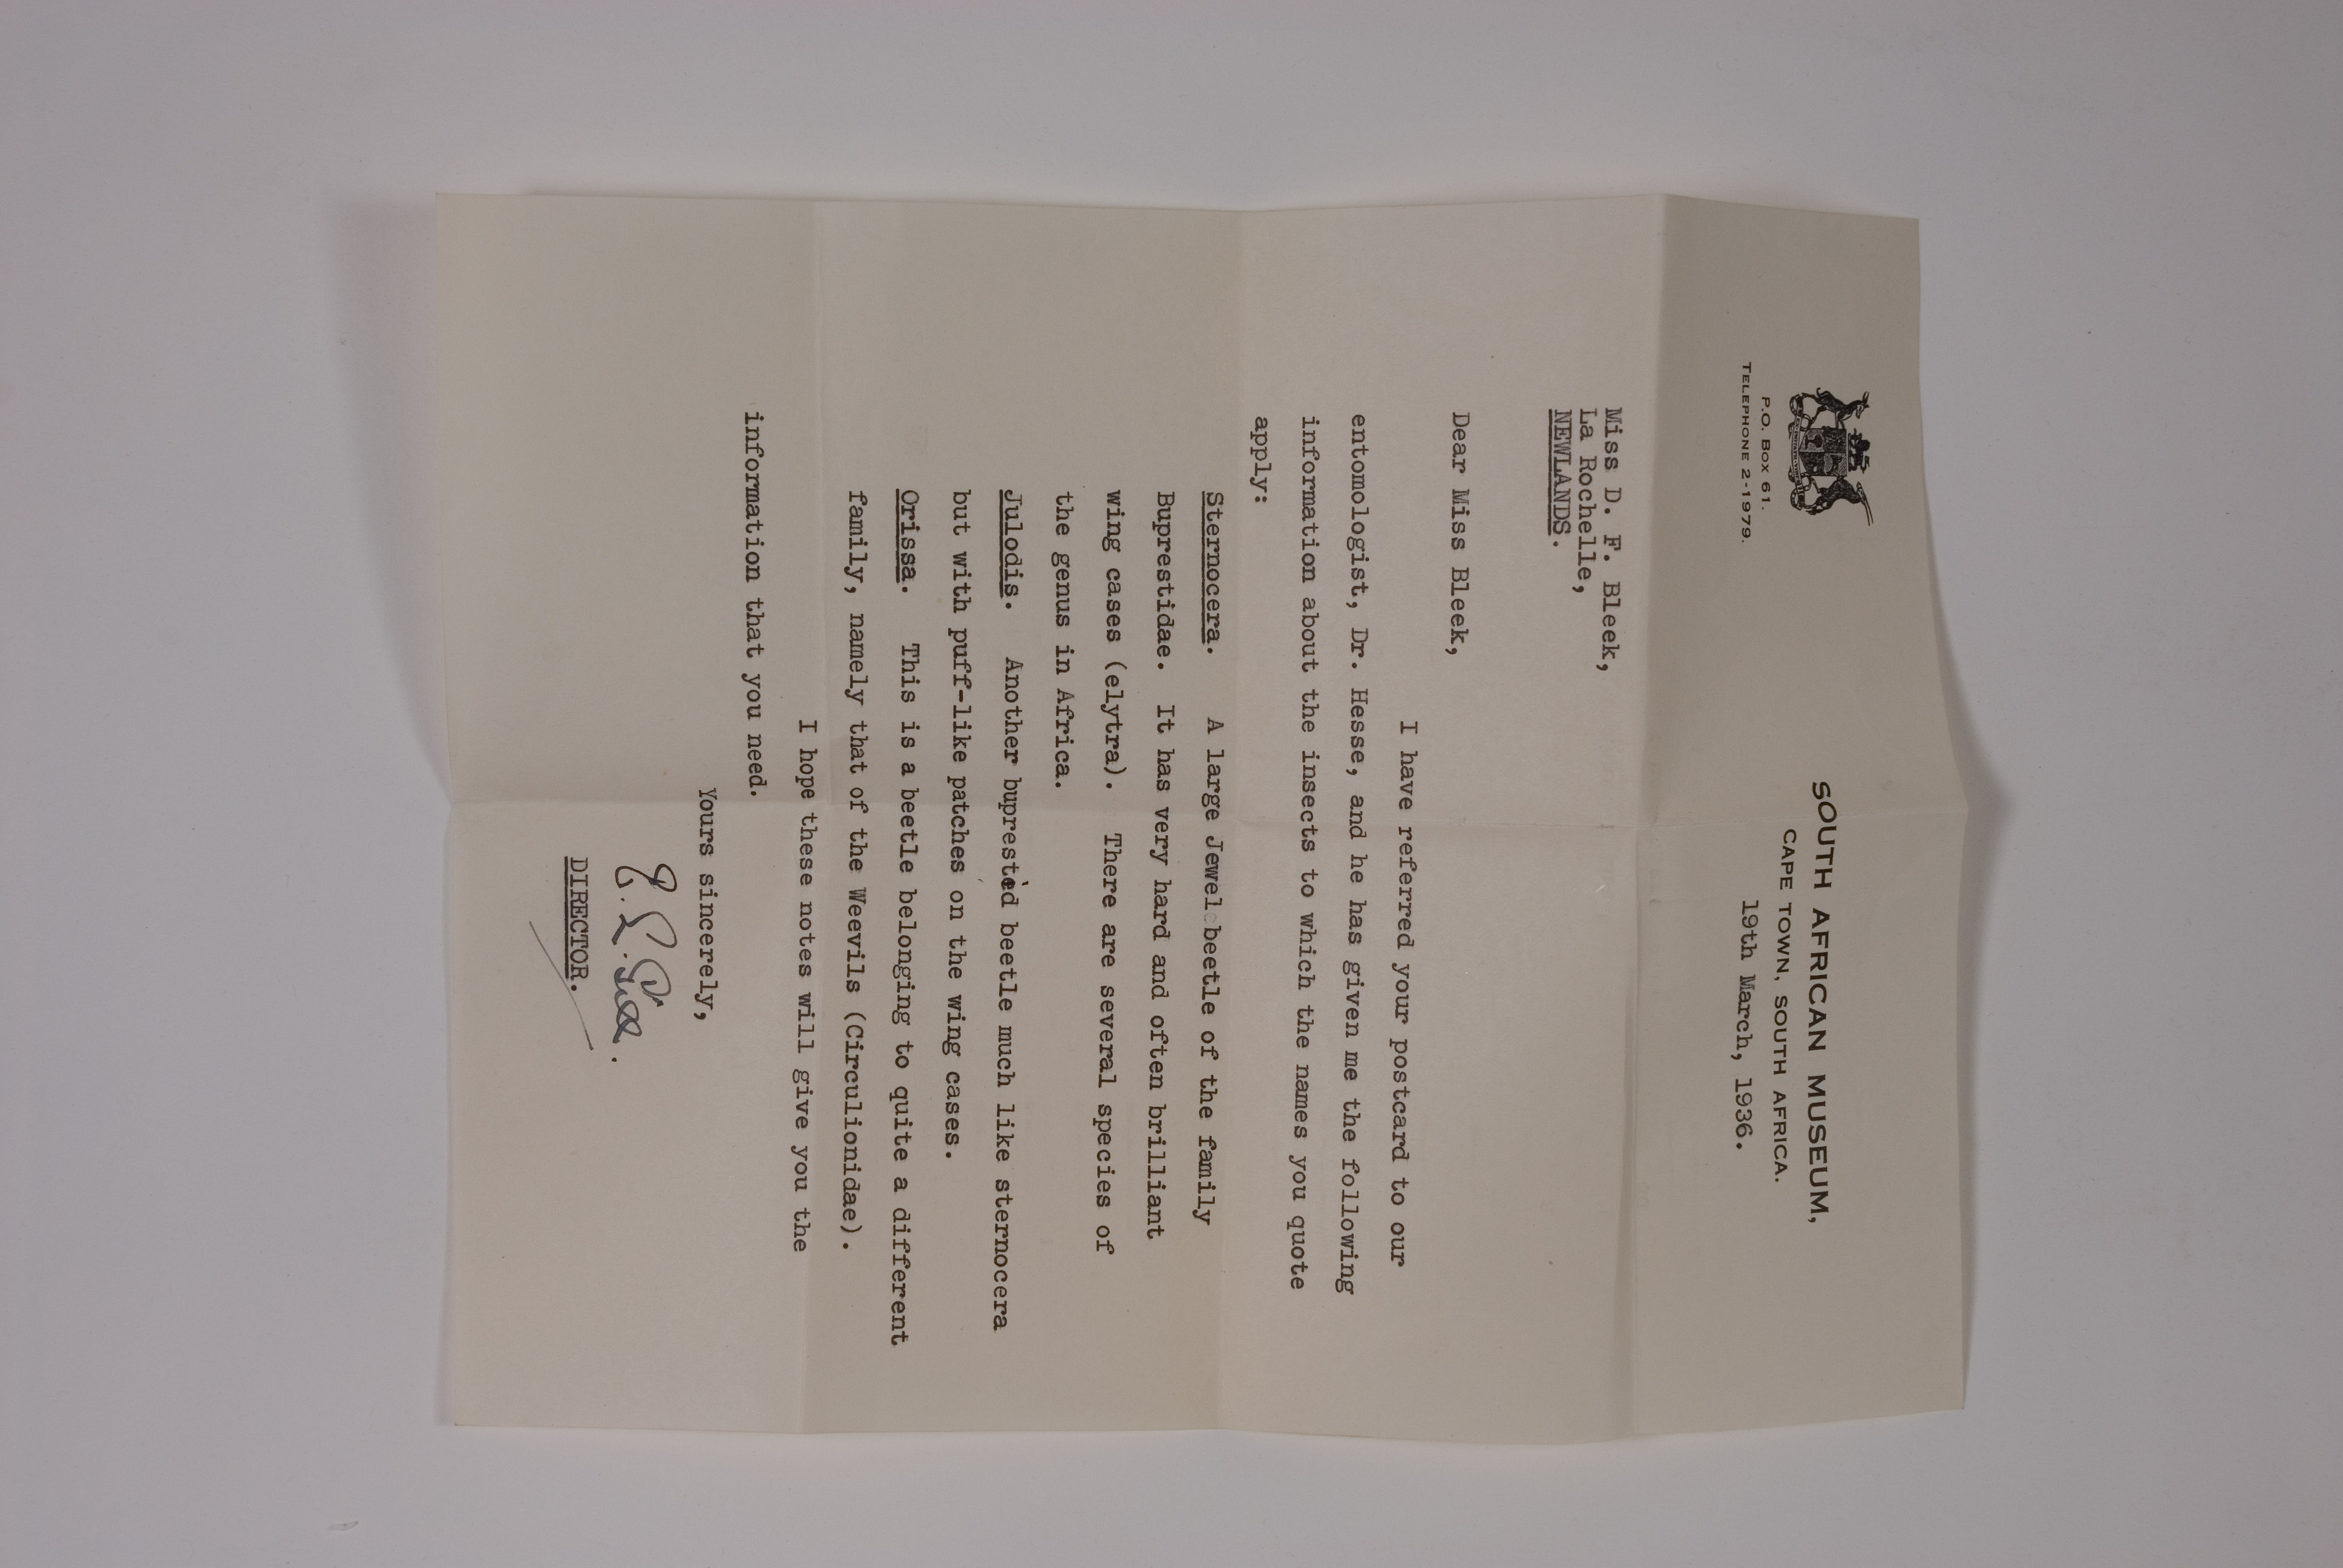 SOUTH AFRICAN MUSEUM,
CAPE TOWN, SOUTH AFRICA.
P.O. BOX 61.
TELEPHONE 2-1979.
19th March, 1936.
Miss D. F. Bleek,
La Rochelle,
NEWLANDS.
Dear Miss Bleek,
I have referred your postcard to our
entomologist, Dr. Hesse, and he has given me the following
information about the insects to which the names you quote
apply:
Sternocera. A large Jewel beetle of the family
Buprestidae. It has very hard and often brilliant
wing cases (elytra). There are several species of
the genus in Africa.
Julodis. Another buprestid beetle much like sternocera
but with puff-like patches on the wing cases.
Orissa. This is a beetle belonging to quite a different
family, namely that of the Weevils (Circulionidae).
I hope these notes will give you the
information that you need.
Yours sincerely,
DIRECTOR.